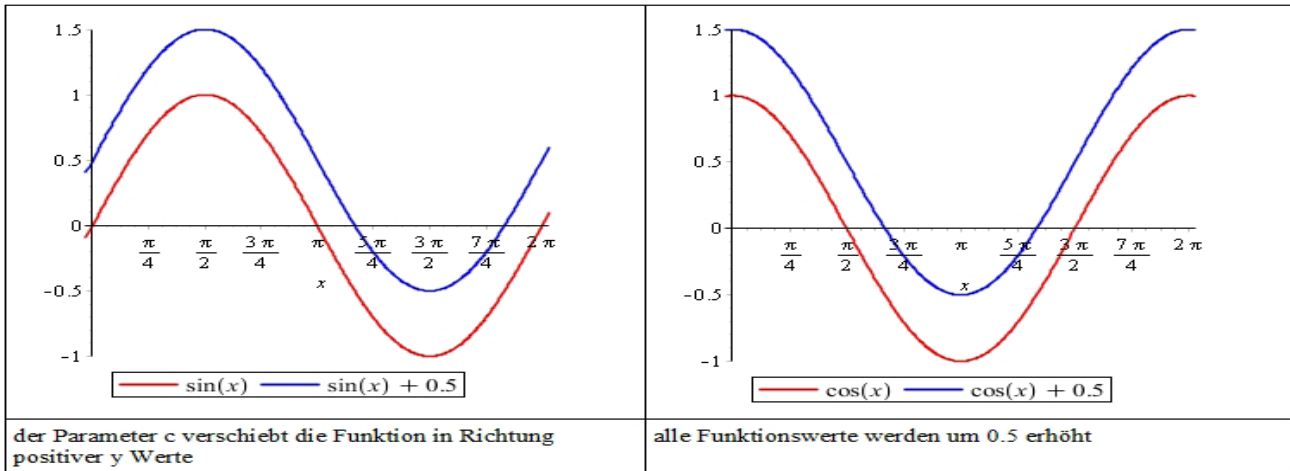 1.5
1
0.5
0
-0.5
-1
π/4 π/2 3π/4 π 5π/4 3π/2 7π/4 2π
x
sin(x) sin(x) + 0.5
der Parameter c verschiebt die Funktion in Richtung
positiver y Werte
1.5
1
0.5
0
-0.5
-1
π/4 π/2 3π/4 π 5π/4 3π/2 7π/4 2π
x
cos(x) cos(x) + 0.5
alle Funktionswerte werden um 0.5 erhöht